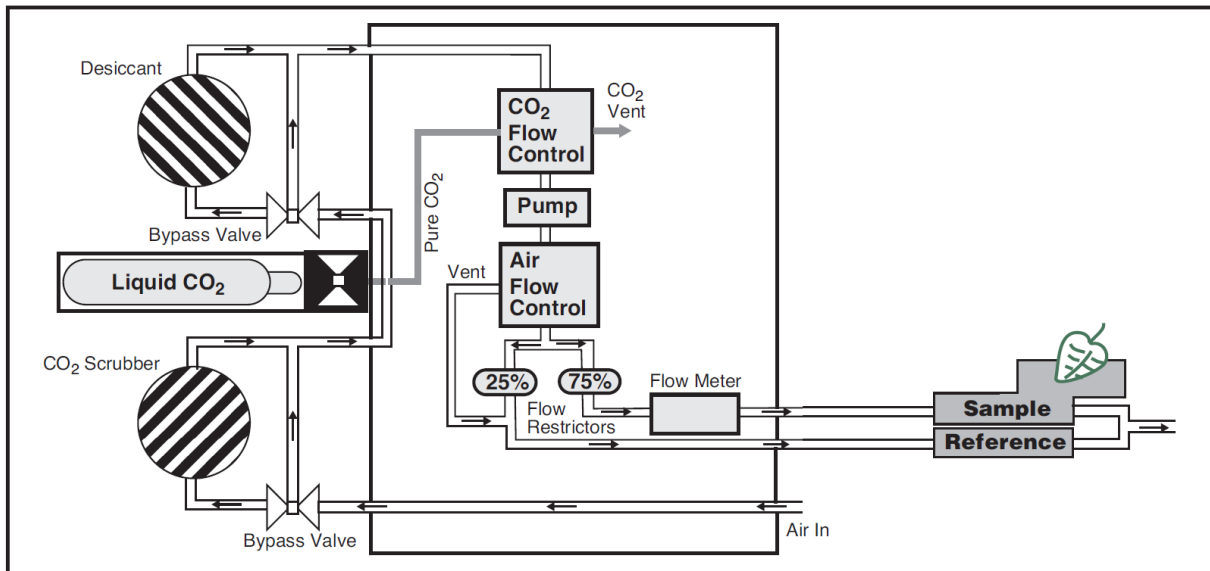 Desiccant
CO₂
Flow
Control
CO₂
Vent
Pure CO₂
Pump
Bypass Valve
Liquid CO₂
Vent
Air
Flow
Control
CO₂ Scrubber
25%
75%
Flow Meter
Flow
Restrictors
Sample
Reference
Air In
Bypass Valve